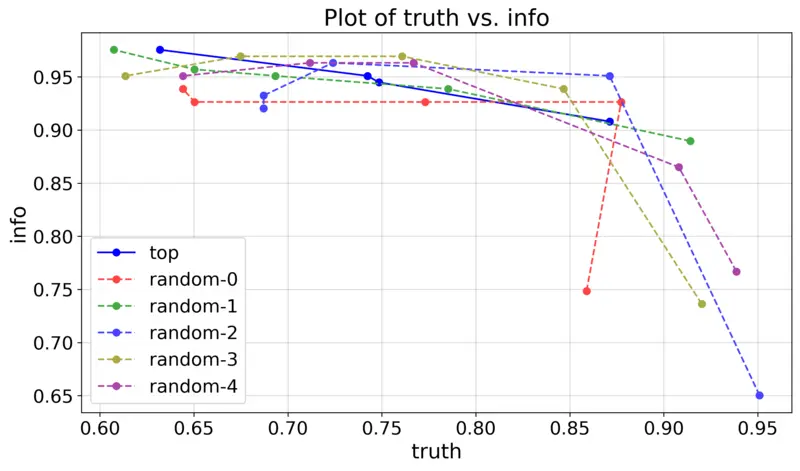 Plot of truth vs. info
info
0.95
0.90
0.85
0.80
0.75
0.70
0.65
top
random-0
random-1
random-2
random-3
random-4
0.60 0.65 0.70 0.75 0.80 0.85 0.90 0.95
truth